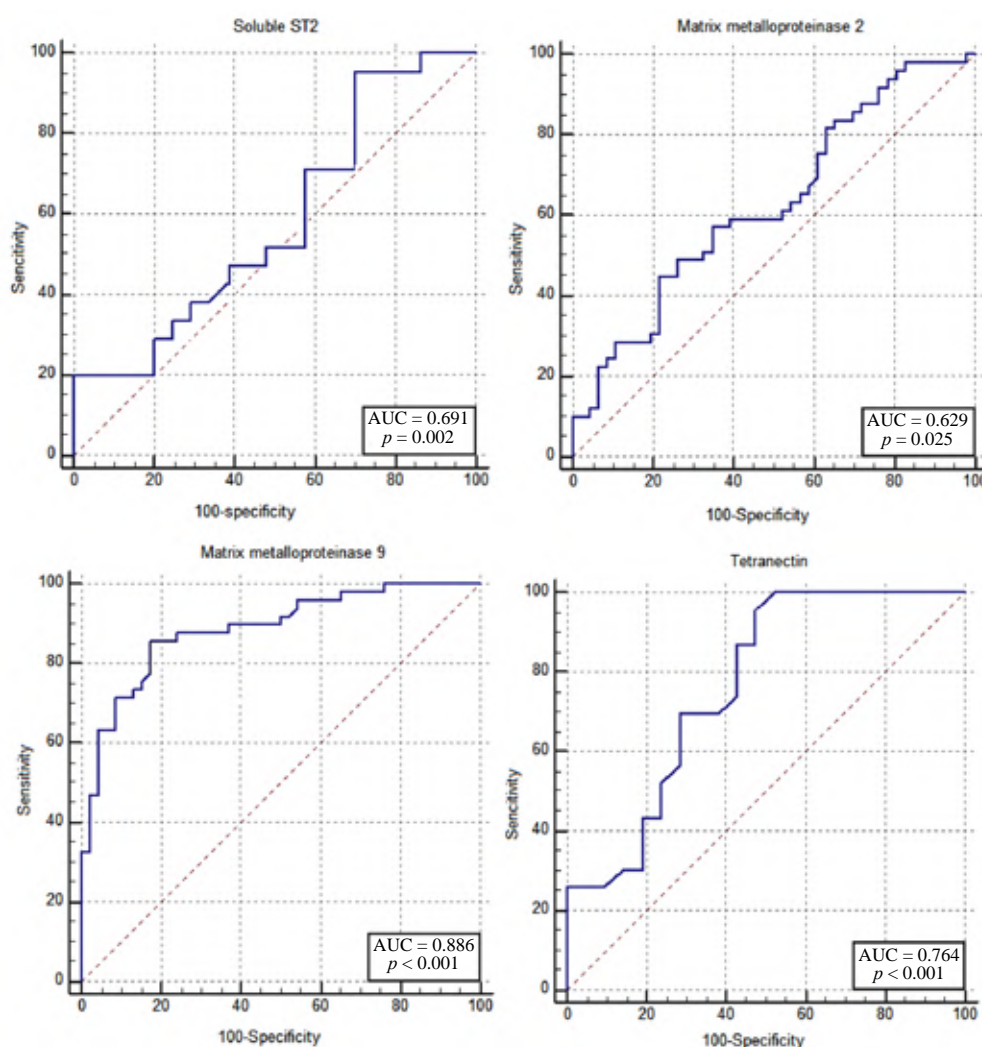 Soluble ST2
100
80
60
40
20
0
Sencitivity
0 20 40 60 80 100
100-specificity
AUC = 0.691
p = 0.002
Matrix metalloproteinase 2
100
80
60
40
20
0
Sensitivity
0 20 40 60 80 100
100-Specificity
AUC = 0.629
p = 0.025
Matrix metalloproteinase 9
100
80
60
40
20
0
Sensitivity
0 20 40 60 80 100
100-Specificity
AUC = 0.886
p < 0.001
Tetranectin
100
80
60
40
20
0
Sencitivity
0 20 40 60 80 100
100-Specificity
AUC = 0.764
p < 0.001